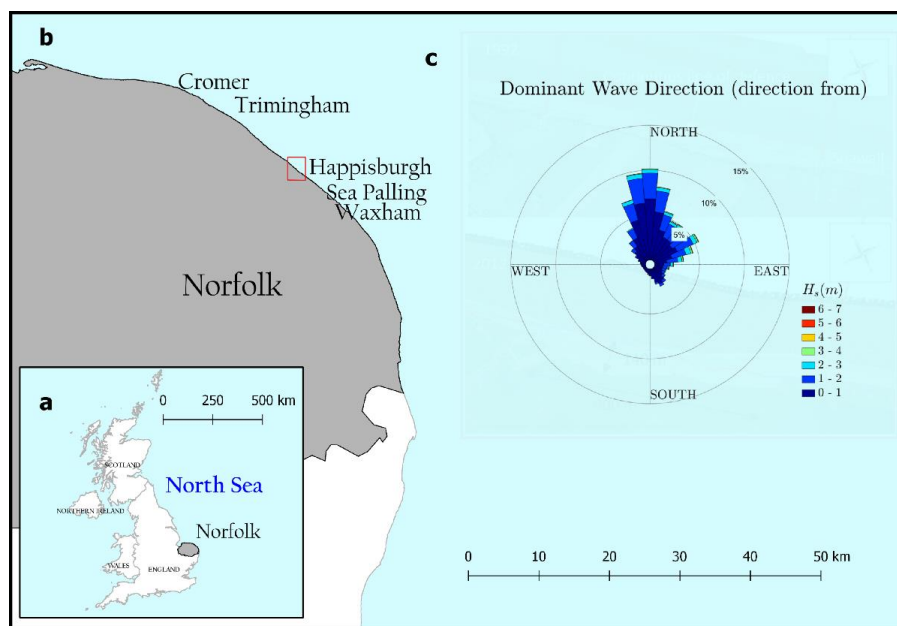 b
Cromer
Trimingham
Happisburgh
Sea Palling
Waxham
Norfolk
a
0 250 500 km
SCOTLAND
North Sea
NORTHERN IRELAND
Norfolk
WALES
ENGLAND
c
Dominant Wave Direction (direction from)
NORTH
15%
10%
5%
WEST
EAST
SOUTH
H_s(m)
6 - 7
5 - 6
4 - 5
3 - 4
2 - 3
1 - 2
0 - 1
0 10 20 30 40 50 km